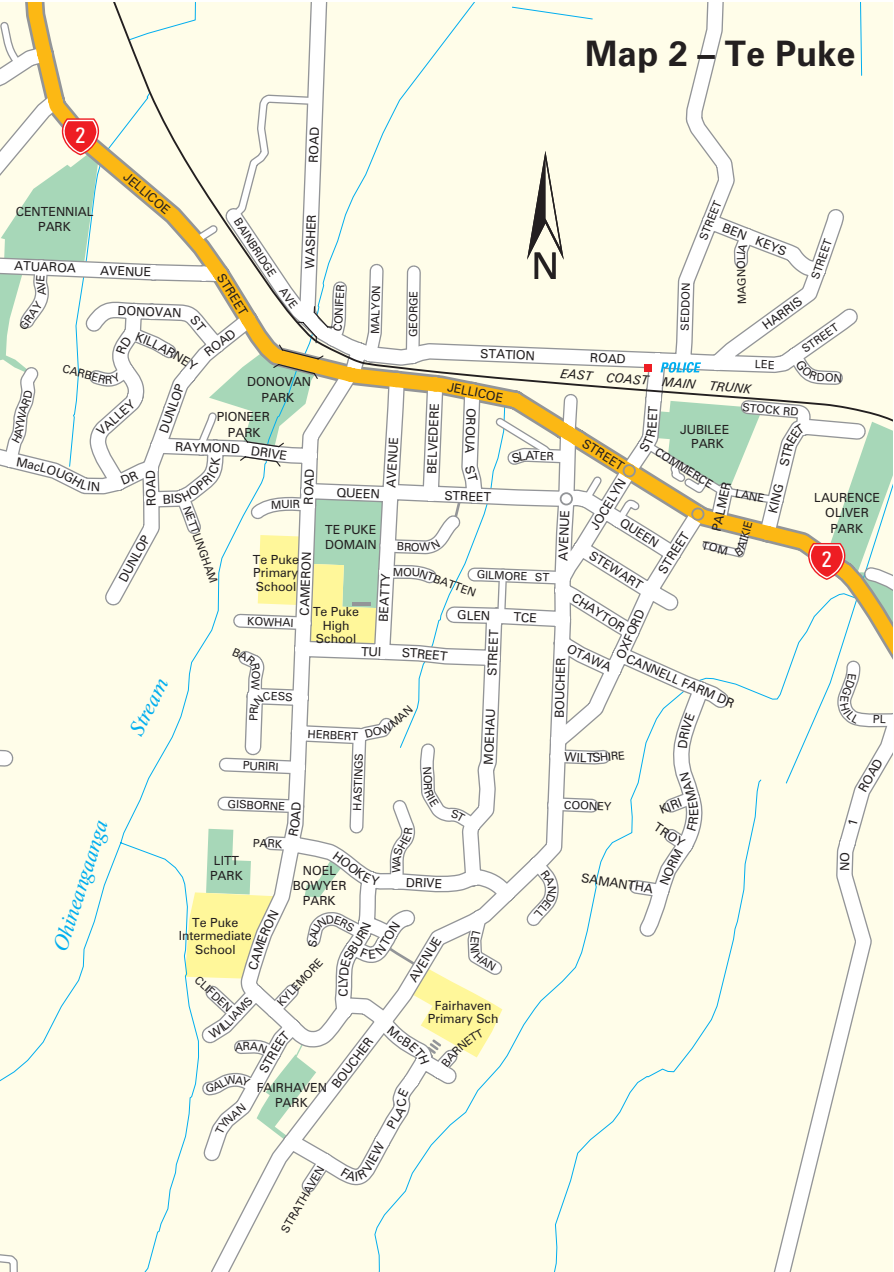 Map 2 – Te Puke
2
JELLICOE
STREET
CENTENNIAL
PARK
ATUAROA AVENUE
GRAY AVE
BAINBRIDGE AVE
WASHER ROAD
CONIFER
MALYON
GEORGE
N
SEDDON STREET
BEN KEYS
MAGNOLIA
HARRIS STREET
LEE STREET
GORDON
STATION ROAD
POLICE
EAST COAST MAIN TRUNK
DONOVAN ST
KILLARNEY
CARBERRY
VALLEY RD
DUNLOP ROAD
HAYWARD
MacLOUGHLIN DR
DONOVAN
PARK
PIONEER
PARK
RAYMOND DRIVE
BISHOPRICK
NETTLINGHAM
DUNLOP ROAD
JELLICOE
STREET
BELVEDERE
OROUA ST
SLATER
STOCK RD
JUBILEE
PARK
KING STREET
COMMERCE LANE
PALMER
LAURENCE
OLIVER
PARK
2
TOM
JOCELYN STREET
QUEEN STREET
QUEEN
STEWART
CHAYTOR
OXFORD STREET
OTAWA
CANNELL FARM DR
MUIR
TE PUKE
DOMAIN
BEATTY AVENUE
BROWN
MOUNTBATTEN
GILMORE ST
GLEN TCE
Te Puke
Primary
School
Te Puke
High
School
CAMERON ROAD
KOWHAI
TUI STREET
MOEHAU STREET
BOUCHER AVENUE
BARROW
PRINCESS
HERBERT
DOWMAN
HASTINGS
PURIRI
GISBORNE
PARK
NORRIE ST
WILTSHIRE
COONEY
EDGEHILL PL
NO 1 ROAD
NORM FREEMAN DRIVE
KIRI
TROY
SAMANTHA
Stream
Ohineangaanga
LITT
PARK
NOEL
BOWYER
PARK
HOOKEY DRIVE
WASHER
RANDELL
LENIHAN
Te Puke
Intermediate
School
CAMERON ROAD
SAUNDERS
FENTON
CLYDESBURN
CLIFDEN
WILLIAMS
KYLEMORE
ARAN
GALWAY
TYNAN STREET
FAIRHAVEN
PARK
BOUCHER AVENUE
Fairhaven
Primary Sch
McBETH
BARNETT
FAIRVIEW PLACE
STRATHAVEN